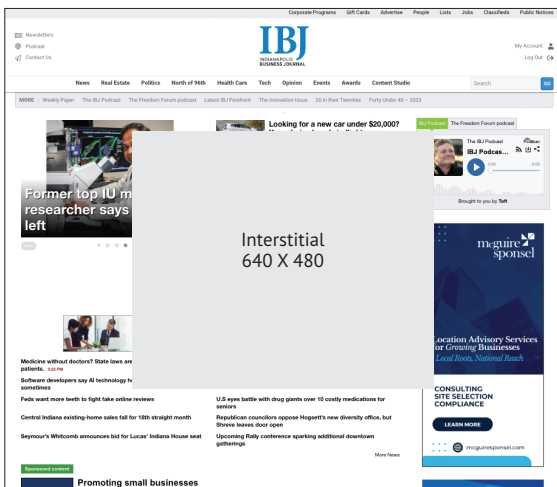 Corporate Programs Gift Cards Advertise People Lists Jobs Classifieds Public Notices
Newsletters
Podcast
Contact Us
IBJ
INDIANAPOLIS
BUSINESS JOURNAL
My Account
Log Out
News Real Estate Politics North of 96th Health Care Tech Opinion Events Awards Content Studio
Search
GO
MORE Weekly Paper The IBJ Podcast The Freedom Forum podcast Latest IBJ Forefront The Innovation Issue 20 in their Twenties Forty Under 40 – 2023
Former top IU m
researcher says
left
Looking for a new car under $20,000?
Interstitial
640 X 480
IBJ Podcast The Freedom Forum podcast
The IBJ Podcast
IBJ Podcas...
0:00
Brought to you by Taft
mcguire
sponsel
Location Advisory Services
for Growing Businesses
Local Roots, National Reach
CONSULTING
SITE SELECTION
COMPLIANCE
LEARN MORE
mcguiresponsel.com
Medicine without doctors? State laws are
patients.
Software developers say AI technology h
sometimes
Feds want more teeth to fight fake online reviews
Central Indiana existing-home sales fall for 18th straight month
Seymour's Whitcomb announces bid for Lucas' Indiana House seat
U.S eyes battle with drug giants over 10 costly medications for
seniors
Republican councilors oppose Hogsett's new diversity office, but
Shreve leaves door open
Upcoming Rally conference sparking additional downtown
gatherings
More News
Sponsored content
Promoting small businesses